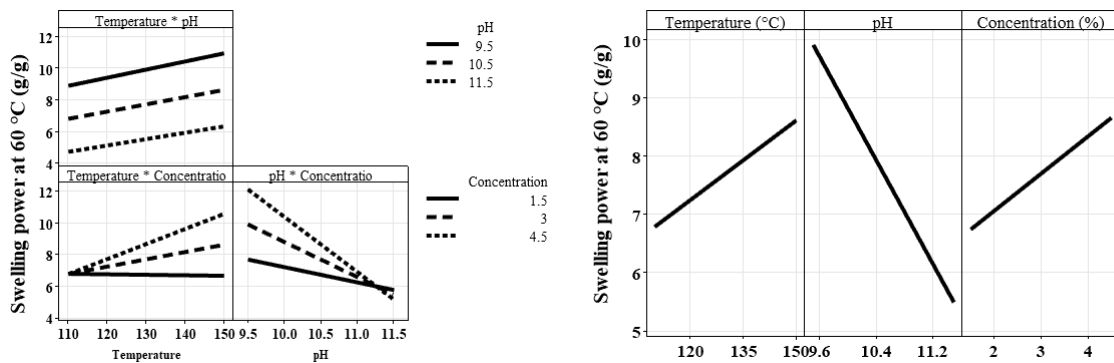 Temperature * pH
pH
9.5
10.5
11.5
12
10
8
6
4
Swelling power at 60 °C (g/g)
Temperature * Concentratio
pH * Concentratio
Concentration
1.5
3
4.5
12
10
8
6
4
110 120 130 140 150 9.5 10.0 10.5 11.0 11.5
Temperature
pH
Temperature (°C)
pH
Concentration (%)
Swelling power at 60 °C (g/g)
10
9
8
7
6
5
120 135 150 9.6 10.4 11.2 2 3 4